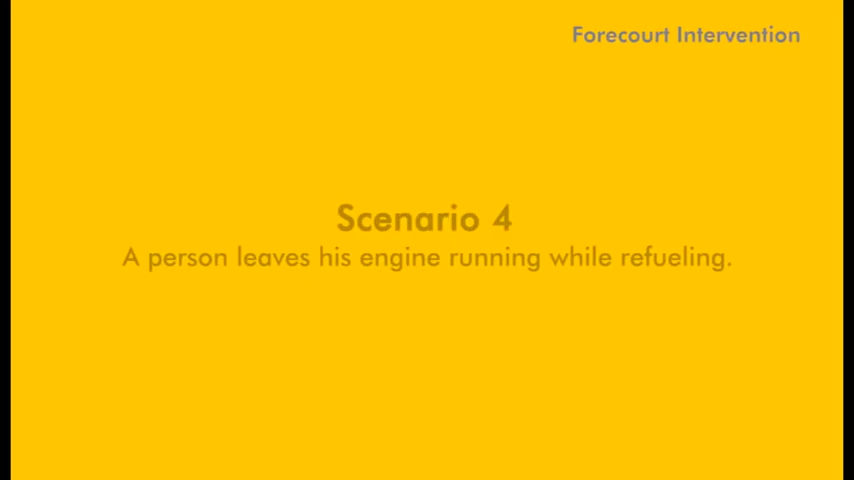 Forecourt Intervention
Scenario 4
A person leaves his engine running while refueling.